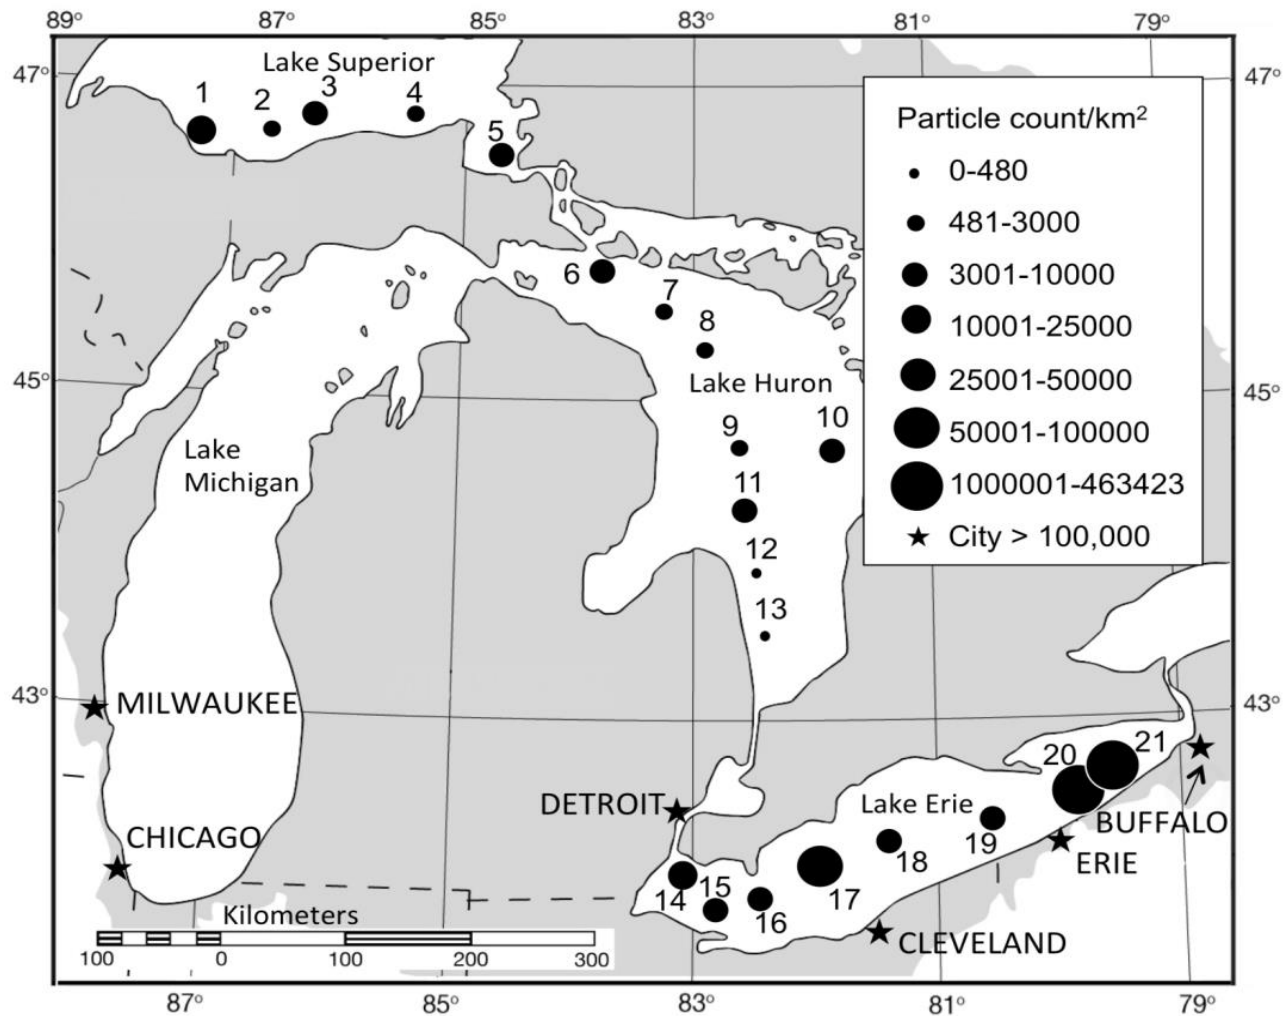 89° 87° 85° 83° 81° 79°
47° 47°
Lake Superior
1 2 3 4
5
Particle count/km²
0-480
481-3000
3001-10000
10001-25000
25001-50000
50001-100000
1000001-463423
City > 100,000
6
7
8
45° 45°
Lake Huron
9 10
Lake
Michigan
11
12
13
43° 43°
MILWAUKEE
20 21
DETROIT
Lake Erie
BUFFALO
CHICAGO
19
ERIE
18
14 15
16
17
Kilometers
CLEVELAND
100 0 100 200 300
87° 85° 83° 81° 79°